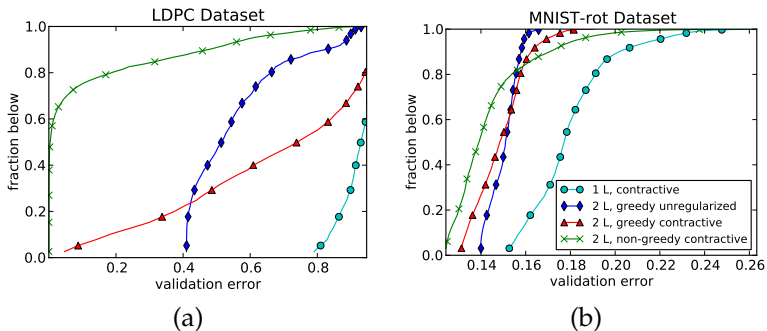 LDPC Dataset
1.0
0.8
0.6
0.4
0.2
0.0
fraction below
0.2 0.4 0.6 0.8
validation error
(a)
MNIST-rot Dataset
1.0
0.8
0.6
0.4
0.2
0.0
fraction below
1 L, contractive
2 L, greedy unregularized
2 L, greedy contractive
2 L, non-greedy contractive
0.14 0.16 0.18 0.20 0.22 0.24 0.26
validation error
(b)